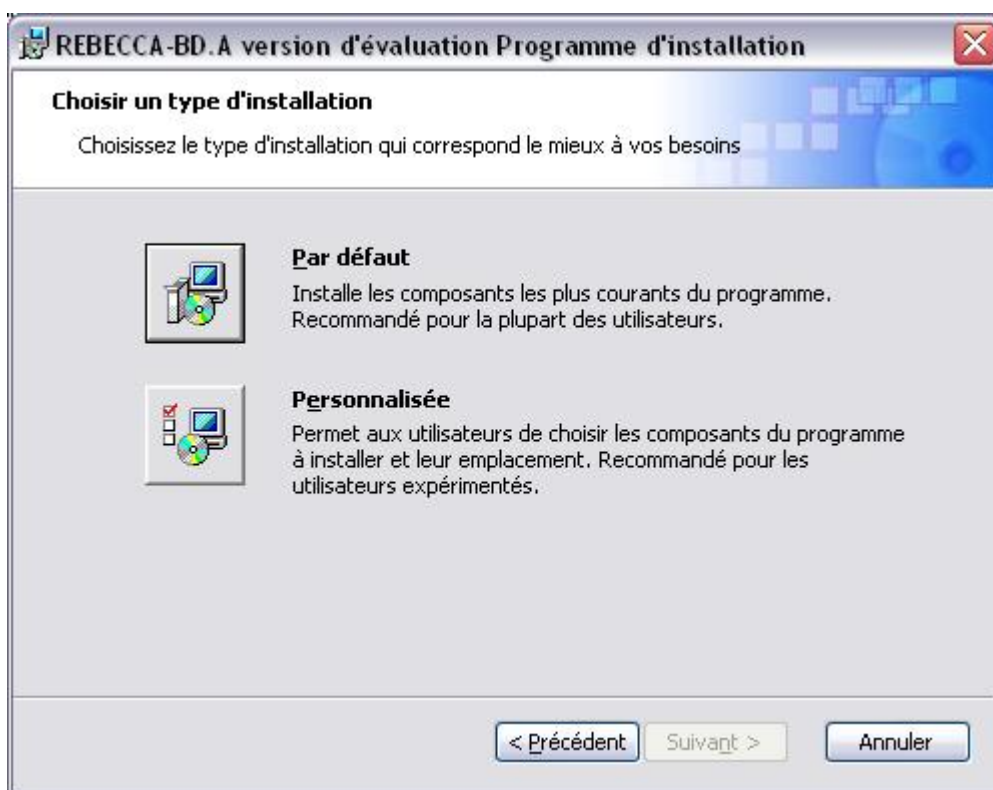 REBECCA-BD.A version d'évaluation Programme d'installation
Choisir un type d'installation
Choisissez le type d'installation qui correspond le mieux à vos besoins
Par défaut
Installe les composants les plus courants du programme.
Recommandé pour la plupart des utilisateurs.
Personnalisée
Permet aux utilisateurs de choisir les composants du programme
à installer et leur emplacement. Recommandé pour les
utilisateurs expérimentés.
< Précédent Suivant > Annuler